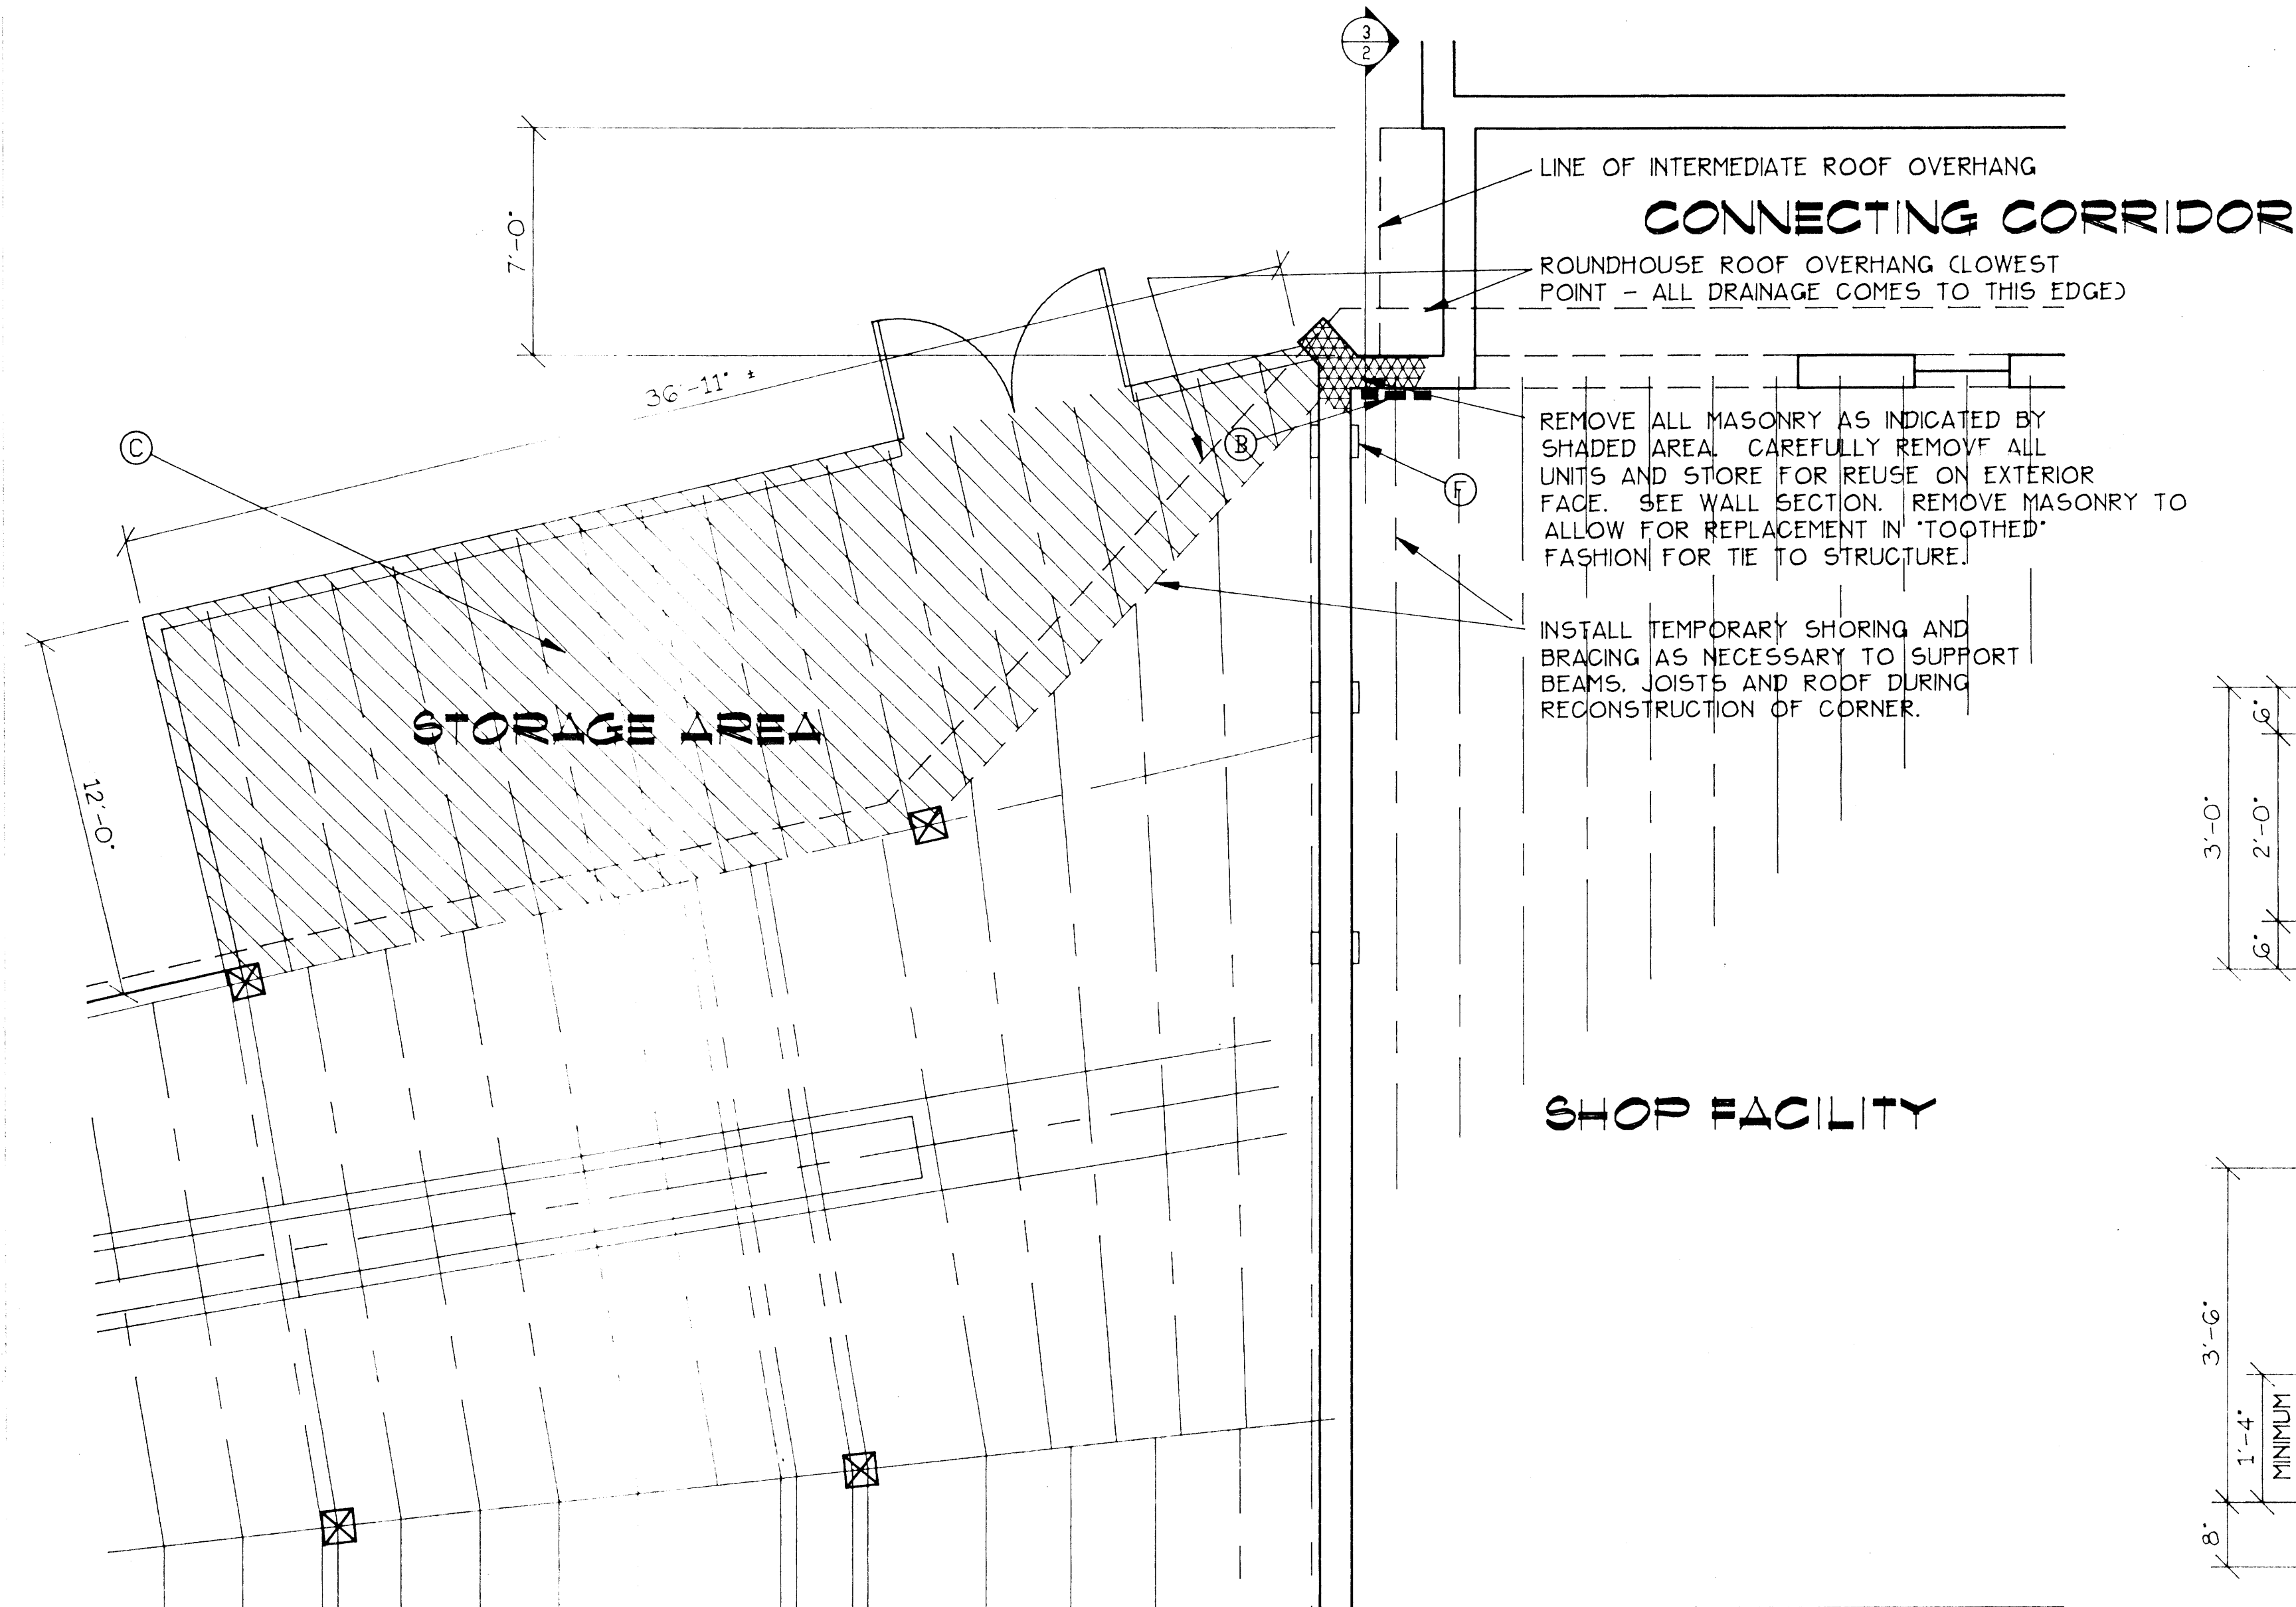 3
2
LINE OF INTERMEDIATE ROOF OVERHANG
CONNECTING CORRIDOR
7'-0"
ROUNDHOUSE ROOF OVERHANG (LOWEST
POINT - ALL DRAINAGE COMES TO THIS EDGE)
36'-11" ±
C
B
F
REMOVE ALL MASONRY AS INDICATED BY
SHADED AREA. CAREFULLY REMOVE ALL
UNITS AND STORE FOR REUSE ON EXTERIOR
FACE. SEE WALL SECTION. REMOVE MASONRY TO
ALLOW FOR REPLACEMENT IN "TOOTHED"
FASHION FOR TIE TO STRUCTURE.
INSTALL TEMPORARY SHORING AND
BRACING AS NECESSARY TO SUPPORT
BEAMS, JOISTS AND ROOF DURING
RECONSTRUCTION OF CORNER.
STORAGE AREA
12'-0"
6"
3'-0"
2'-0"
6"
SHOP FACILITY
3'-6"
1'-4"
MINIMUM
8"